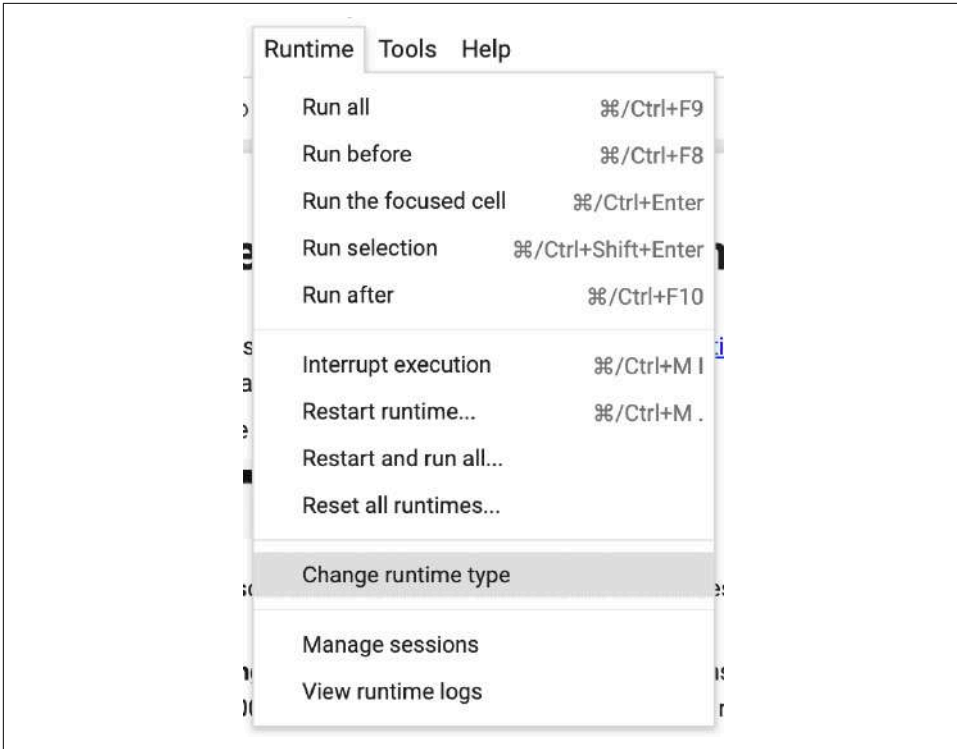 Runtime Tools Help
Run all ⌘/Ctrl+F9
Run before ⌘/Ctrl+F8
Run the focused cell ⌘/Ctrl+Enter
Run selection ⌘/Ctrl+Shift+Enter
Run after ⌘/Ctrl+F10
Interrupt execution ⌘/Ctrl+M I
Restart runtime... ⌘/Ctrl+M .
Restart and run all...
Reset all runtimes...
Change runtime type
Manage sessions
View runtime logs